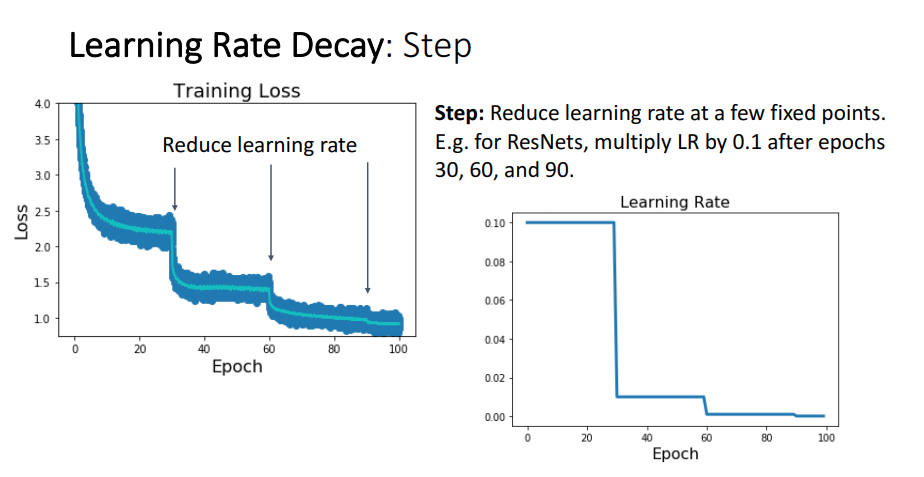 Learning Rate Decay: Step
Training Loss
4.0
3.5
3.0
2.5
2.0
1.5
1.0
Loss
Reduce learning rate
0 20 40 60 80 100
Epoch
Step: Reduce learning rate at a few fixed points.
E.g. for ResNets, multiply LR by 0.1 after epochs
30, 60, and 90.
Learning Rate
0.10
0.08
0.06
0.04
0.02
0.00
0 20 40 60 80 100
Epoch